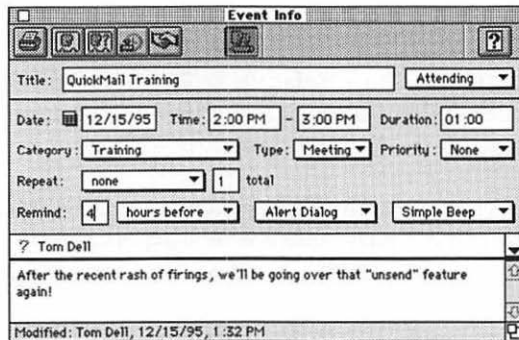 Event Info
?
Title: QuickMail Training Attending
Date: 12/15/95 Time: 2:00 PM - 3:00 PM Duration: 01:00
Category: Training Type: Meeting Priority: None
Repeat: none 1 total
Remind: 4 hours before Alert Dialog Simple Beep
? Tom Dell
After the recent rash of firings, we'll be going over that "unsend" feature
again!
Modified: Tom Dell, 12/15/95, 1:32 PM